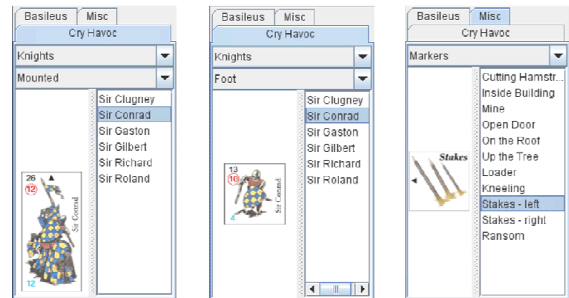 Basileus Misc
Cry Havoc
Knights
Mounted
Sir Clugney
Sir Conrad
Sir Gaston
Sir Gilbert
Sir Richard
Sir Roland
26
12
Sir Conrad
12
Basileus Misc
Cry Havoc
Knights
Foot
Sir Clugney
Sir Conrad
Sir Gaston
Sir Gilbert
Sir Richard
Sir Roland
13
10
Sir Conrad
4
Basileus Misc
Cry Havoc
Markers
Cutting Hamstr...
Inside Building
Mine
Open Door
On the Roof
Up the Tree
Loader
Kneeling
Stakes - left
Stakes - right
Ransom
Stakes